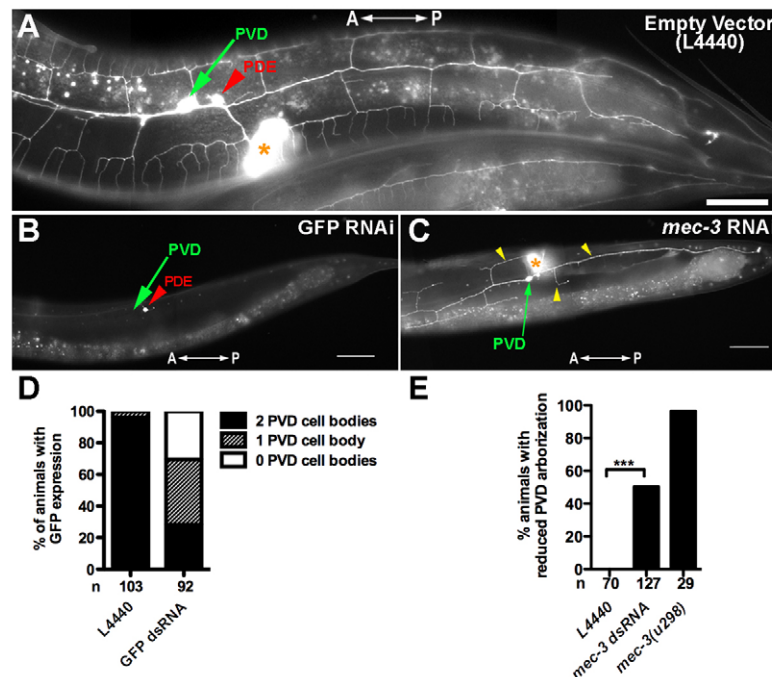 A
PVD
PDE
A P
Empty Vector
(L4440)
*
B
GFP RNAi
PVD
PDE
A P
C
mec-3 RNA
*
PVD
A P
D
% of animals with
GFP expression
100
80
60
40
20
0
n 103 92
L4440
GFP dsRNA
2 PVD cell bodies
1 PVD cell body
0 PVD cell bodies
E
% animals with
reduced PVD arborization
100
80
60
40
20
0
***
n 70 127 29
L4440
mec-3 dsRNA
mec-3(u298)